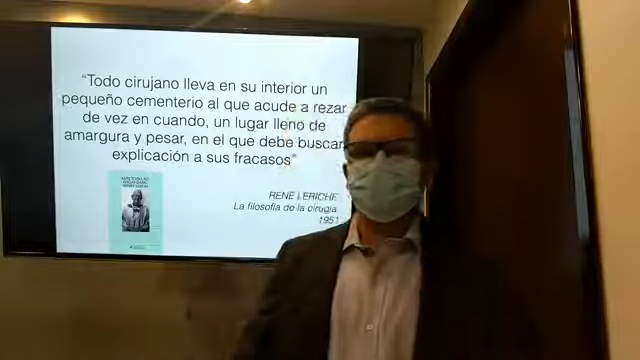 “Todo cirujano lleva en su interior un
pequeño cementerio al que acude a rezar
de vez en cuando, un lugar lleno de
amargura y pesar, en el que debe buscar
explicación a sus fracasos”
RENÉ LERICHE
La filosofía de la cirugía
1951